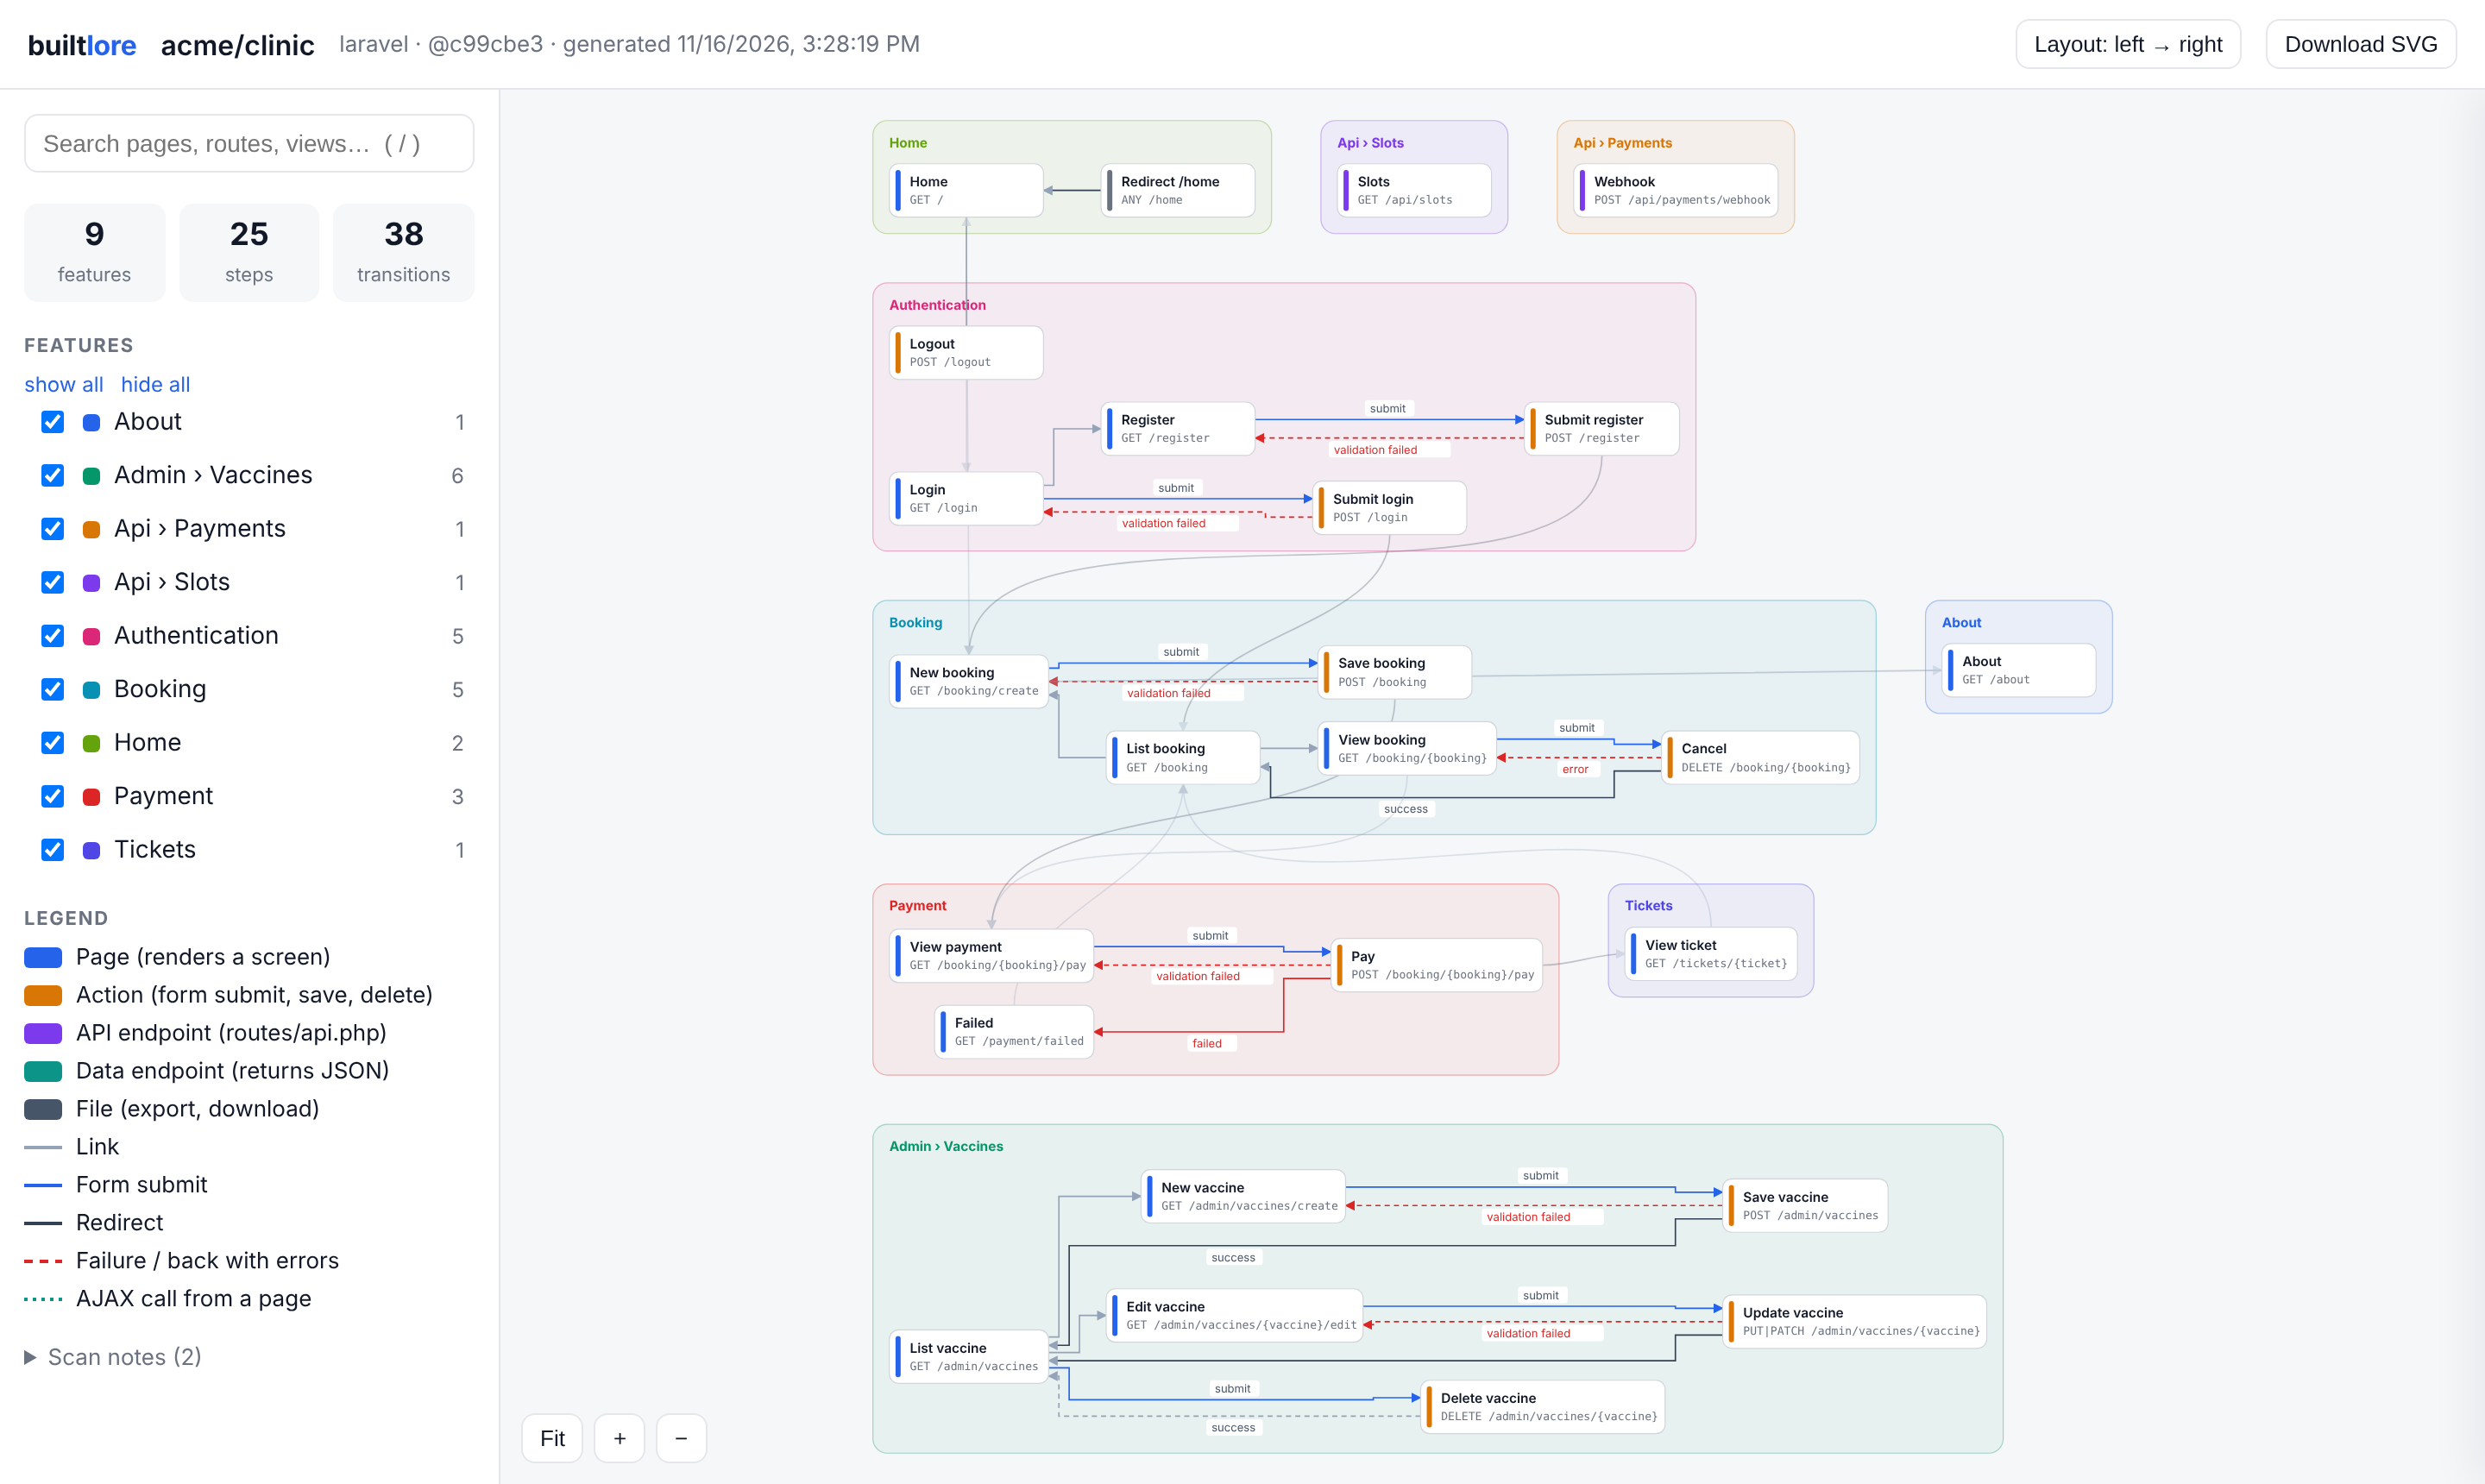 builtlore acme/clinic laravel · @c99cbe3 · generated 11/16/2026, 3:28:19 PM
Layout: left → right
Download SVG
Search pages, routes, views… ( / )
9
features
25
steps
38
transitions
FEATURES
show all hide all
About 1
Admin › Vaccines 6
Api › Payments 1
Api › Slots 1
Authentication 5
Booking 5
Home 2
Payment 3
Tickets 1
LEGEND
Page (renders a screen)
Action (form submit, save, delete)
API endpoint (routes/api.php)
Data endpoint (returns JSON)
File (export, download)
Link
Form submit
Redirect
Failure / back with errors
AJAX call from a page
Scan notes (2)
Fit + −
Home
Home
GET /
Redirect /home
ANY /home
Api › Slots
Slots
GET /api/slots
Api › Payments
Webhook
POST /api/payments/webhook
Authentication
Logout
POST /logout
Register
GET /register
submit
validation failed
Submit register
POST /register
Login
GET /login
submit
validation failed
Submit login
POST /login
Booking
New booking
GET /booking/create
submit
validation failed
Save booking
POST /booking
List booking
GET /booking
View booking
GET /booking/{booking}
submit
error
success
Cancel
DELETE /booking/{booking}
About
About
GET /about
Payment
View payment
GET /booking/{booking}/pay
submit
validation failed
Pay
POST /booking/{booking}/pay
Failed
GET /payment/failed
failed
Tickets
View ticket
GET /tickets/{ticket}
Admin › Vaccines
New vaccine
GET /admin/vaccines/create
submit
validation failed
Save vaccine
POST /admin/vaccines
success
Edit vaccine
GET /admin/vaccines/{vaccine}/edit
submit
validation failed
Update vaccine
PUT|PATCH /admin/vaccines/{vaccine}
List vaccine
GET /admin/vaccines
submit
success
Delete vaccine
DELETE /admin/vaccines/{vaccine}